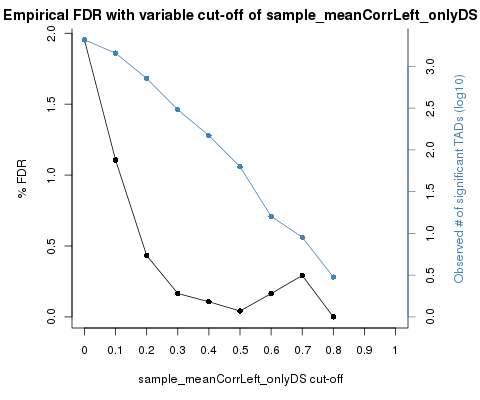 Empirical FDR with variable cut-off of sample_meanCorrLeft_onlyDS
2.0
1.5
1.0
0.5
0.0
% FDR
3.0
2.5
2.0
1.5
1.0
0.5
0.0
Observed # of significant TADs (log10)
0 0.1 0.2 0.3 0.4 0.5 0.6 0.7 0.8 0.9 1
sample_meanCorrLeft_onlyDS cut-off